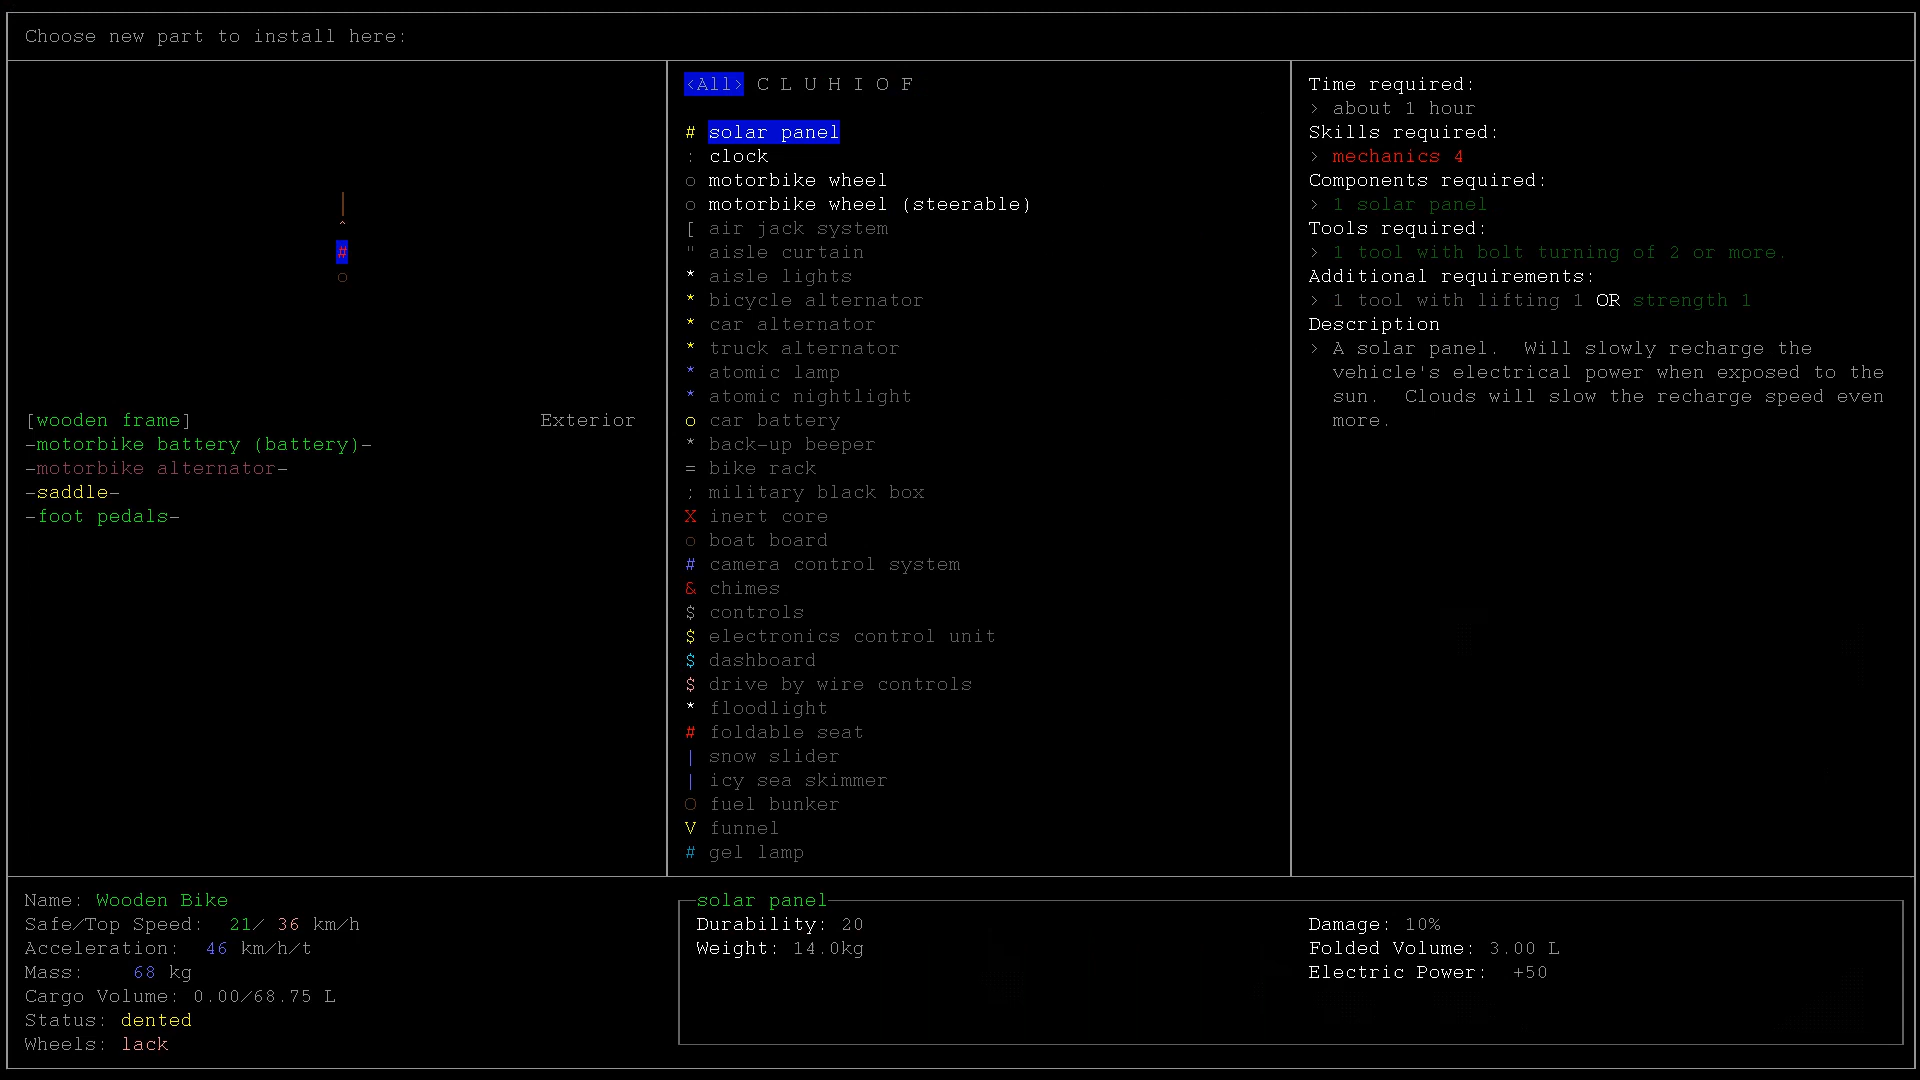 Choose new part to install here:
|
^
#
o
[wooden frame] Exterior
-motorbike battery (battery)-
-motorbike alternator-
-saddle-
-foot pedals-
<All> C L U H I O F
# solar panel
: clock
o motorbike wheel
o motorbike wheel (steerable)
[ air jack system
" aisle curtain
* aisle lights
* bicycle alternator
* car alternator
* truck alternator
* atomic lamp
* atomic nightlight
o car battery
* back-up beeper
= bike rack
; military black box
X inert core
o boat board
# camera control system
& chimes
$ controls
$ electronics control unit
$ dashboard
$ drive by wire controls
* floodlight
# foldable seat
| snow slider
| icy sea skimmer
O fuel bunker
V funnel
# gel lamp
Time required:
> about 1 hour
Skills required:
> mechanics 4
Components required:
> 1 solar panel
Tools required:
> 1 tool with bolt turning of 2 or more.
Additional requirements:
> 1 tool with lifting 1 OR strength 1
Description
> A solar panel.  Will slowly recharge the
vehicle's electrical power when exposed to the
sun.  Clouds will slow the recharge speed even
more.
Name: Wooden Bike
Safe/Top Speed: 21/ 36 km/h
Acceleration: 46 km/h/t
Mass: 68 kg
Cargo Volume: 0.00/68.75 L
Status: dented
Wheels: lack
solar panel
Durability: 20
Weight: 14.0kg
Damage: 10%
Folded Volume: 3.00 L
Electric Power: +50